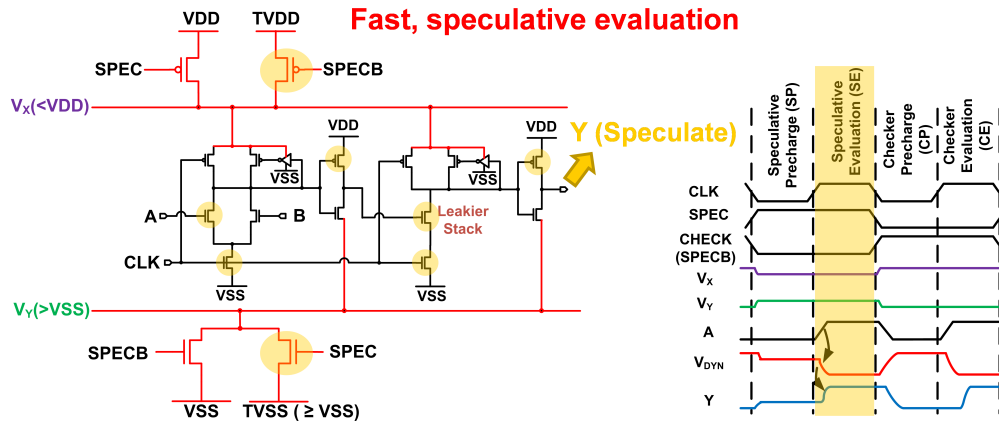 Fast, speculative evaluation
VDD
TVDD
SPEC
SPECB
VX(<VDD)
VDD
VDD
Y (Speculate)
VSS
VSS
A
B
Leakier
Stack
CLK
VSS
VSS
VY(>VSS)
SPECB
SPEC
VSS
TVSS ( ≥ VSS)
Speculative
Precharge (SP)
Speculative
Evaluation (SE)
Checker
Precharge
(CP)
Checker
Evaluation (CE)
CLK
SPEC
CHECK
(SPECB)
VX
VY
A
VDYN
Y